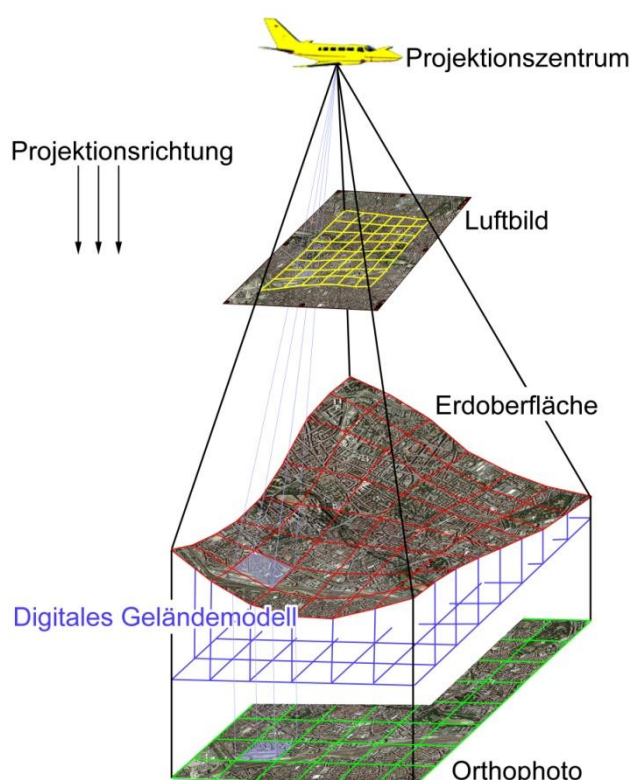 Projektionszentrum
Projektionsrichtung
Luftbild
Erdoberfläche
Digitales Geländemodell
Orthophoto